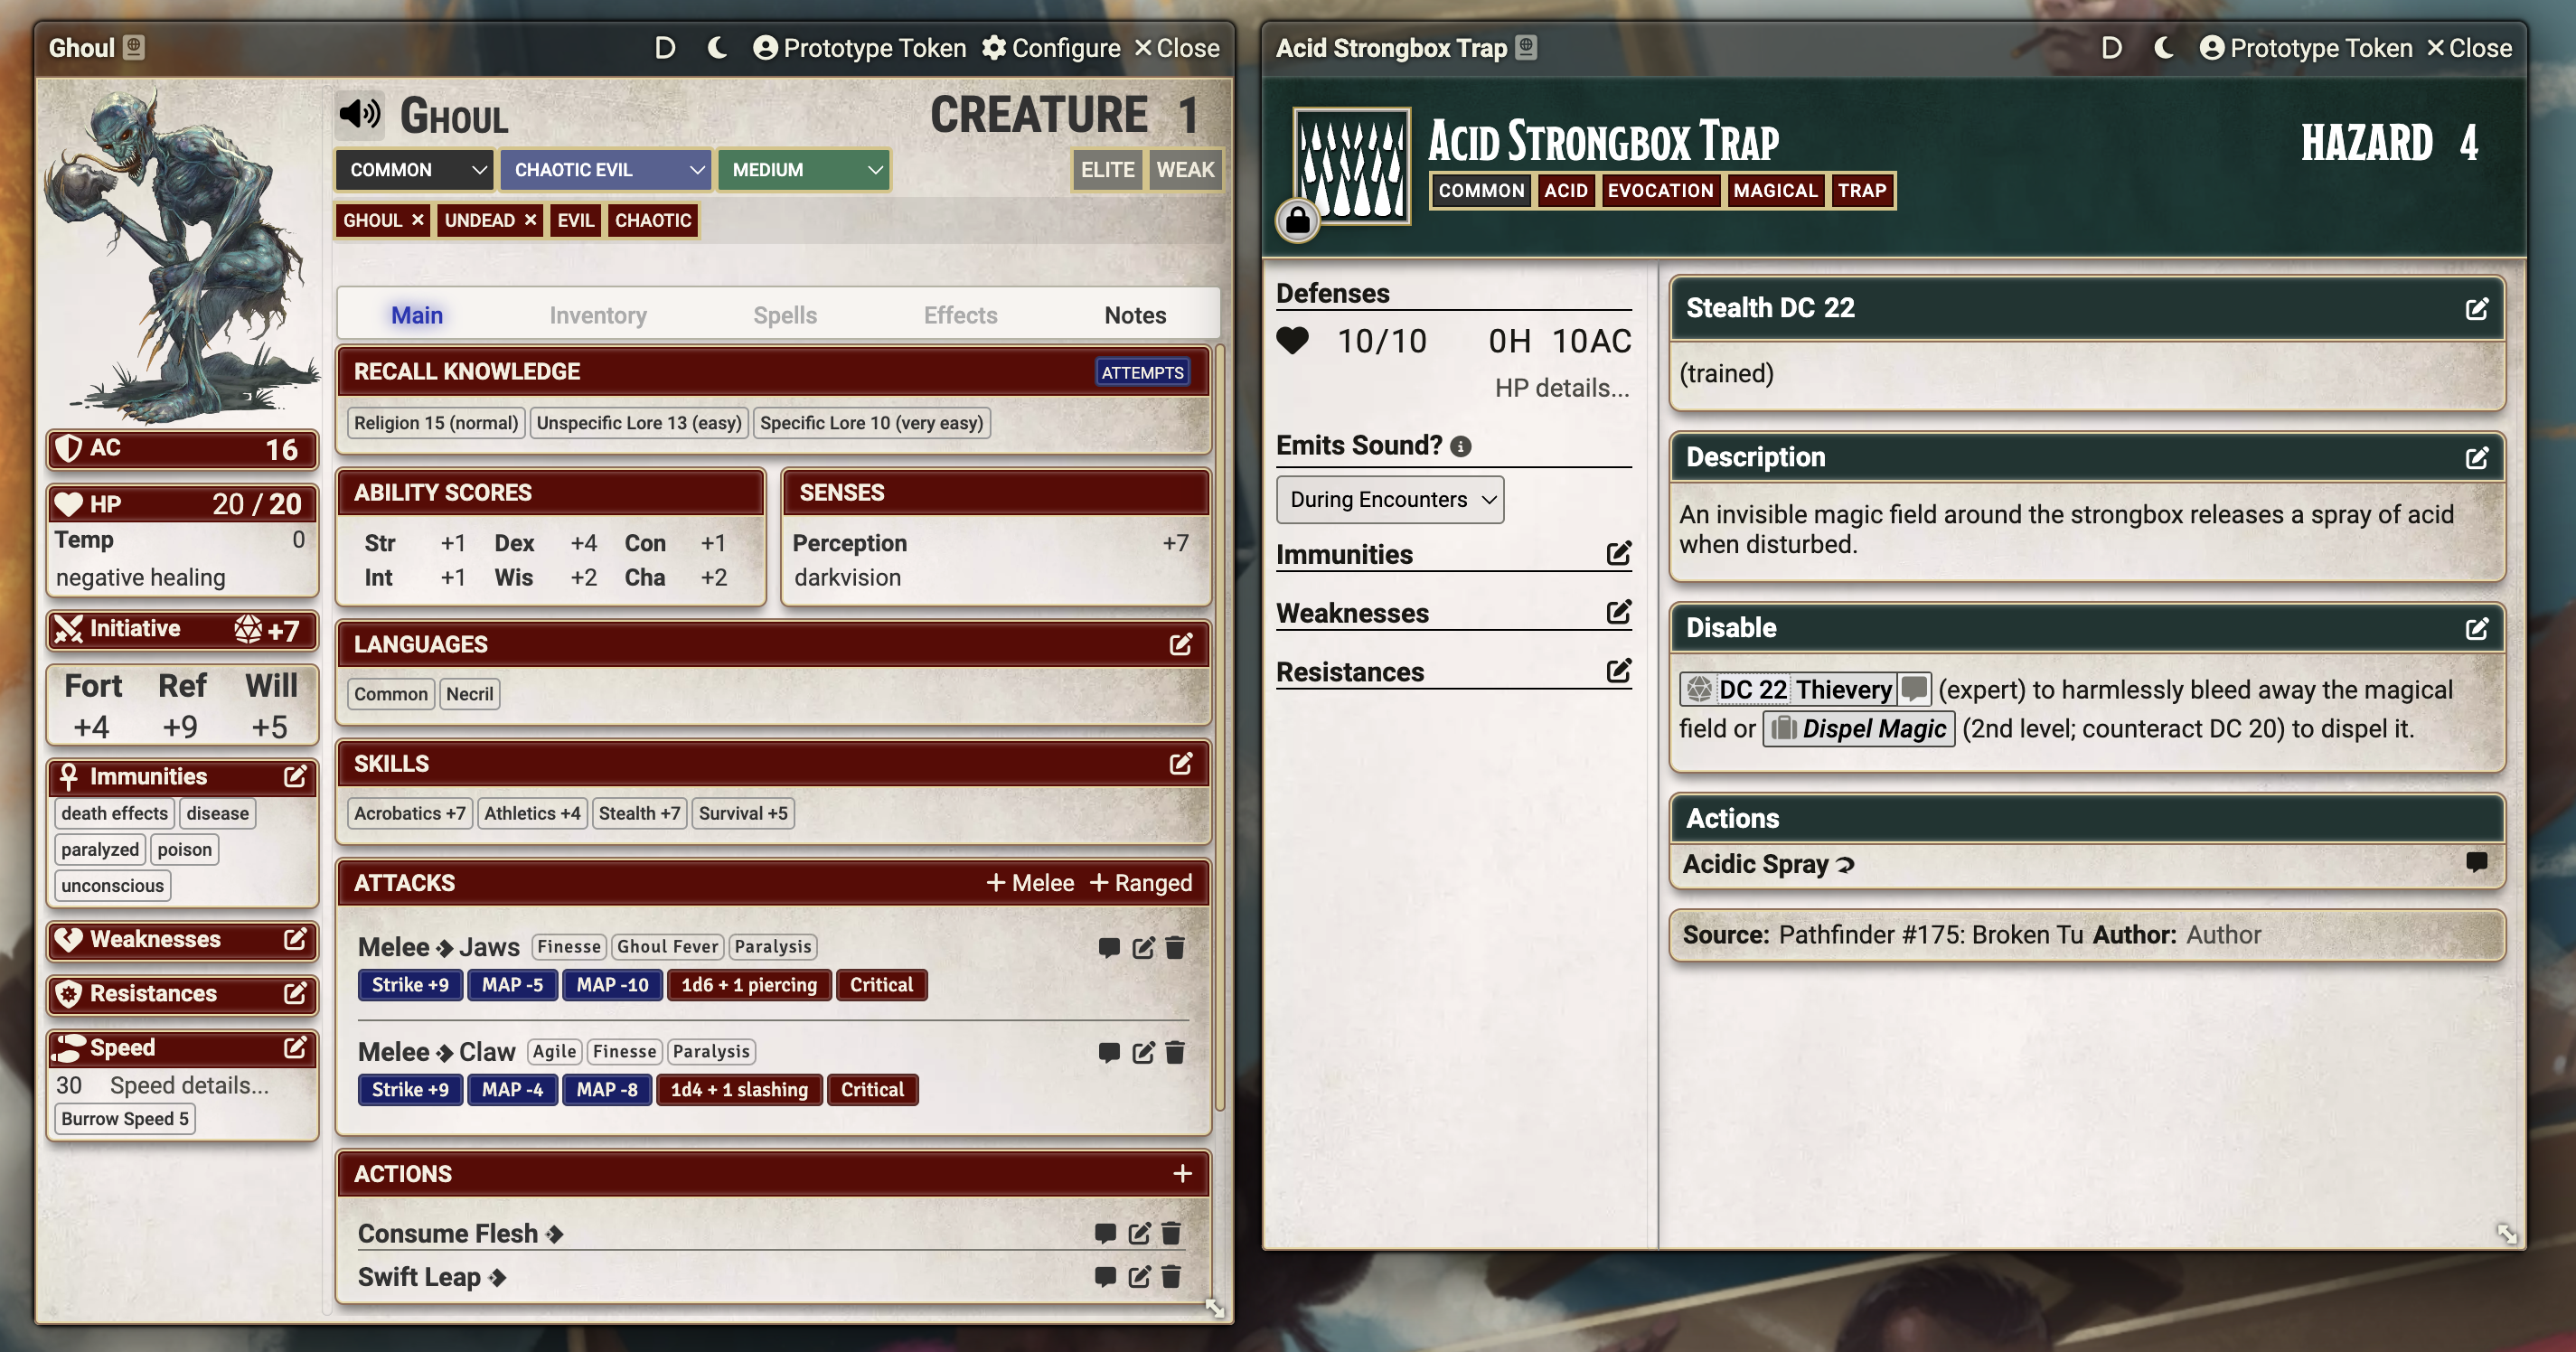 Ghoul
D Prototype Token Configure Close
GHOUL
CREATURE 1
COMMON CHAOTIC EVIL MEDIUM ELITE WEAK
GHOUL × UNDEAD × EVIL CHAOTIC
AC 16
HP 20 / 20
Temp 0
negative healing
Initiative +7
Fort Ref Will
+4 +9 +5
Immunities
death effects disease
paralyzed poison
unconscious
Weaknesses
Resistances
Speed
30 Speed details...
Burrow Speed 5
Main Inventory Spells Effects Notes
RECALL KNOWLEDGE ATTEMPTS
Religion 15 (normal) Unspecific Lore 13 (easy) Specific Lore 10 (very easy)
ABILITY SCORES
Str +1 Dex +4 Con +1
Int +1 Wis +2 Cha +2
SENSES
Perception +7
darkvision
LANGUAGES
Common Necril
SKILLS
Acrobatics +7 Athletics +4 Stealth +7 Survival +5
ATTACKS + Melee + Ranged
Melee Jaws Finesse Ghoul Fever Paralysis
Strike +9 MAP -5 MAP -10 1d6 + 1 piercing Critical
Melee Claw Agile Finesse Paralysis
Strike +9 MAP -4 MAP -8 1d4 + 1 slashing Critical
ACTIONS +
Consume Flesh
Swift Leap
Acid Strongbox Trap
D Prototype Token Close
ACID STRONGBOX TRAP
HAZARD 4
COMMON ACID EVOCATION MAGICAL TRAP
Defenses
10/10 0H 10AC
HP details...
Emits Sound?
During Encounters
Immunities
Weaknesses
Resistances
Stealth DC 22
(trained)
Description
An invisible magic field around the strongbox releases a spray of acid
when disturbed.
Disable
DC 22 Thievery (expert) to harmlessly bleed away the magical
field or Dispel Magic (2nd level; counteract DC 20) to dispel it.
Actions
Acidic Spray
Source: Pathfinder #175: Broken Tu Author: Author